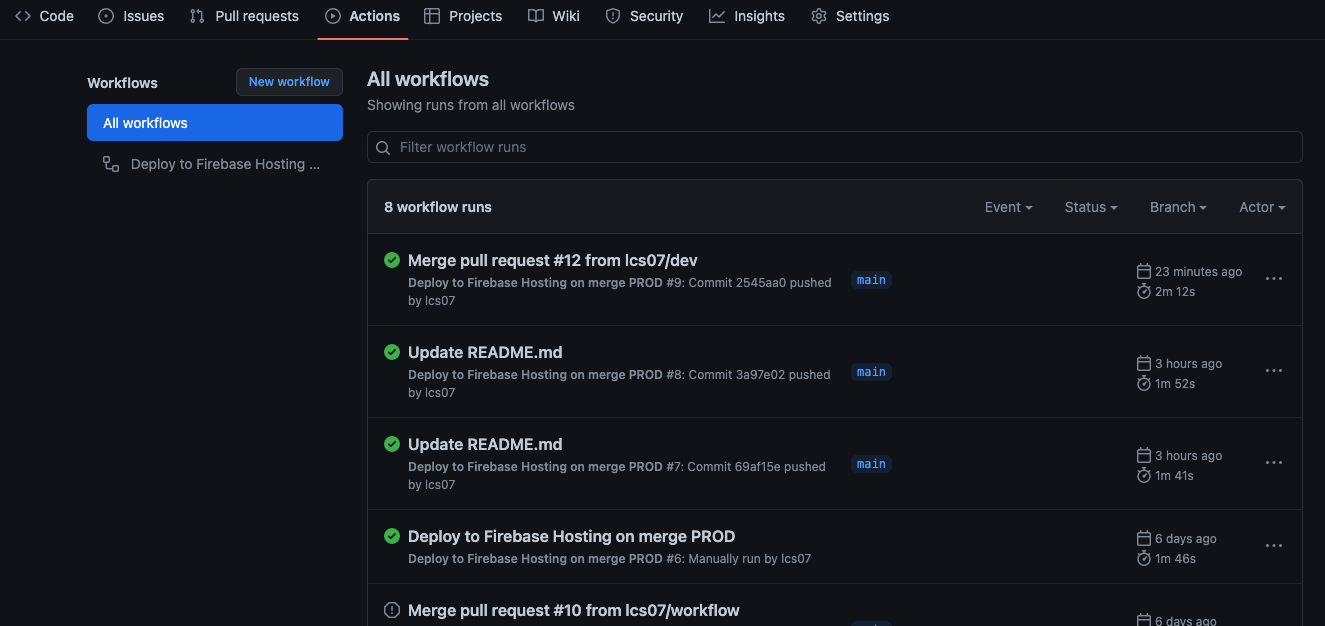 Code Issues Pull requests Actions Projects Wiki Security Insights Settings
Workflows
New workflow
All workflows
Deploy to Firebase Hosting ...
All workflows
Showing runs from all workflows
Filter workflow runs
8 workflow runs Event Status Branch Actor
Merge pull request #12 from lcs07/dev
Deploy to Firebase Hosting on merge PROD #9: Commit 2545aa0 pushed
by lcs07
main
23 minutes ago
2m 12s
Update README.md
Deploy to Firebase Hosting on merge PROD #8: Commit 3a97e02 pushed
by lcs07
main
3 hours ago
1m 52s
Update README.md
Deploy to Firebase Hosting on merge PROD #7: Commit 69af15e pushed
by lcs07
main
3 hours ago
1m 41s
Deploy to Firebase Hosting on merge PROD
Deploy to Firebase Hosting on merge PROD #6: Manually run by lcs07
6 days ago
1m 46s
Merge pull request #10 from lcs07/workflow
6 days ago